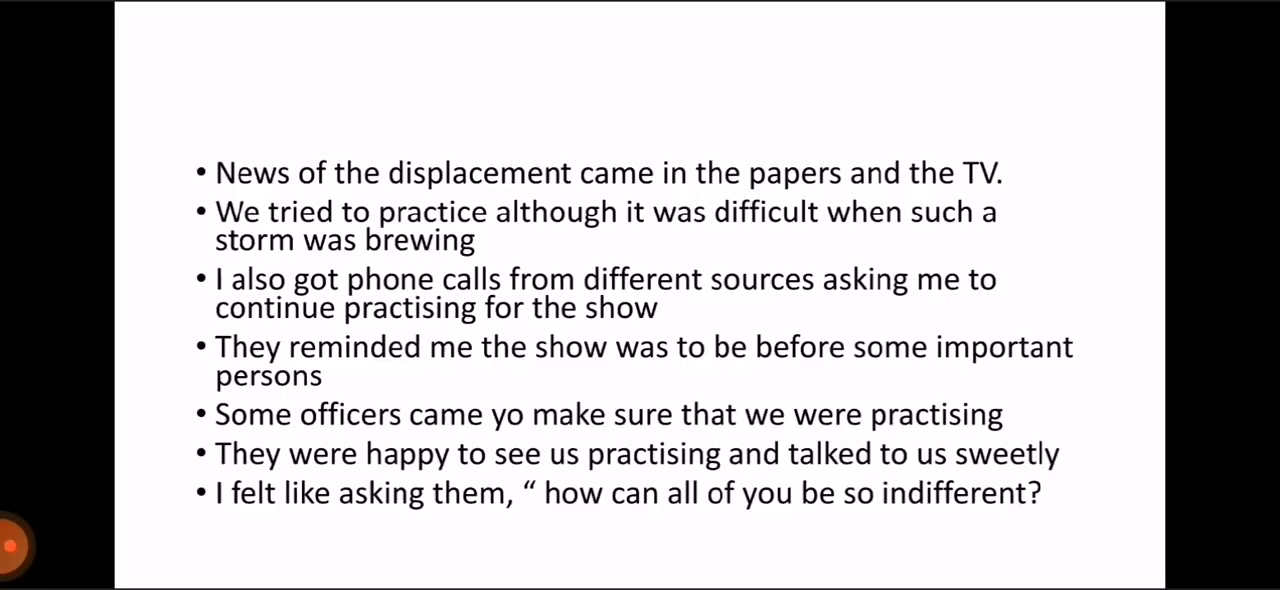 • News of the displacement came in the papers and the TV.
• We tried to practice although it was difficult when such a
storm was brewing
• I also got phone calls from different sources asking me to
continue practising for the show
• They reminded me the show was to be before some important
persons
• Some officers came yo make sure that we were practising
• They were happy to see us practising and talked to us sweetly
• I felt like asking them, “ how can all of you be so indifferent?